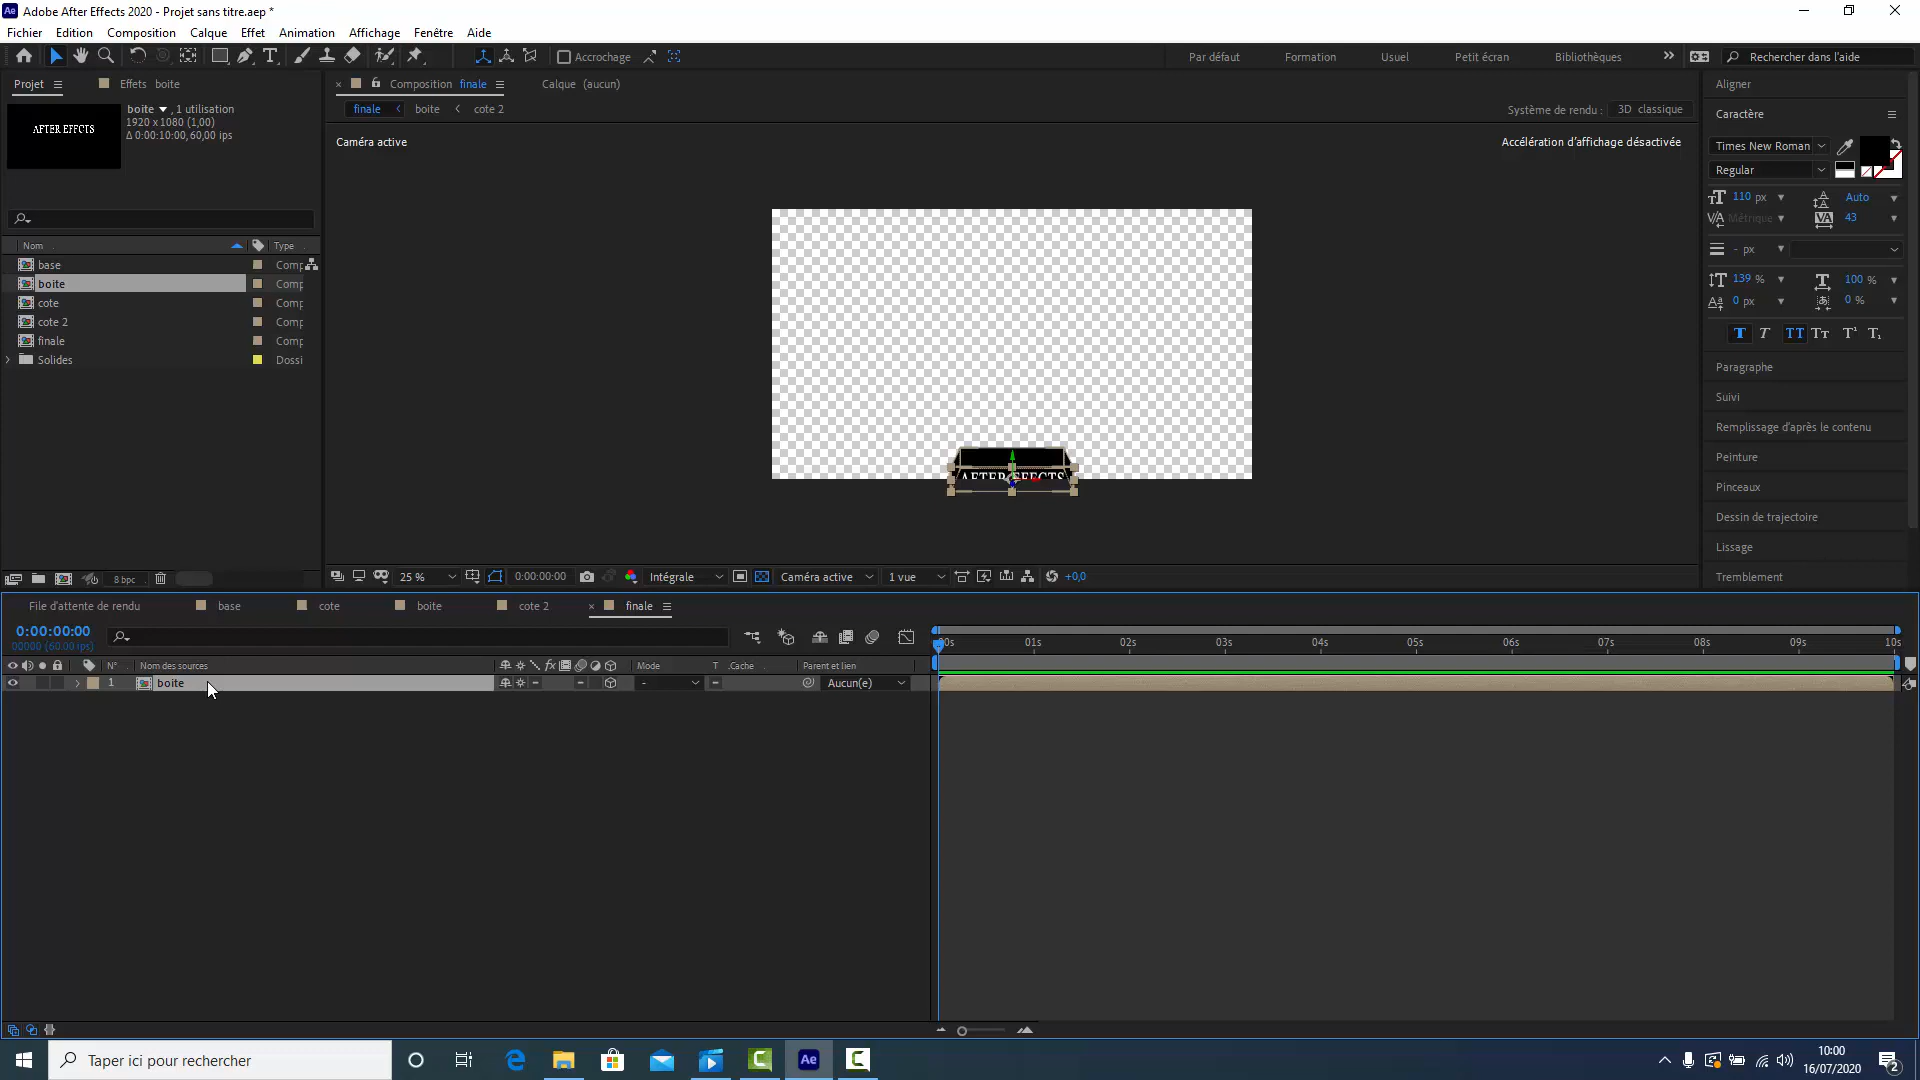 Adobe After Effects 2020 - Projet sans titre.aep *
Fichier Edition Composition Calque Effet Animation Affichage Fenêtre Aide
Accrochage Par défaut Formation Usuel Petit écran Bibliothèques Rechercher dans l'aide
Projet Effets boite
boite , 1 utilisation
1920 x 1080 (1,00)
Δ 0:00:10:00, 60,00 ips
AFTER EFFCTS
Nom Type
base Comp
boite Comp
cote Comp
cote 2 Comp
finale Comp
Solides Dossi
8 bpc
Composition finale Calque (aucun)
finale boite cote 2
Système de rendu : 3D classique
Caméra active
Accélération d'affichage désactivée
AFTER EFFCTS
25 % 0:00:00:00 Intégrale Caméra active 1 vue +0,0
Aligner
Caractère
Times New Roman
Regular
110 px Auto
Métrique 43
- px
139 % 100 %
0 px 0 %
T T TT Tt T¹ T₁
Paragraphe
Suivi
Remplissage d'après le contenu
Peinture
Pinceaux
Dessin de trajectoire
Lissage
Tremblement
File d'attente de rendu base cote boite cote 2 finale
0:00:00:00
00000 (60.00 ips)
N° Nom des sources Mode T .Cache Parent et lien
1 boite - Aucun(e)
00s 01s 02s 03s 04s 05s 06s 07s 08s 09s 10s
Taper ici pour rechercher
10:00
16/07/2020
2